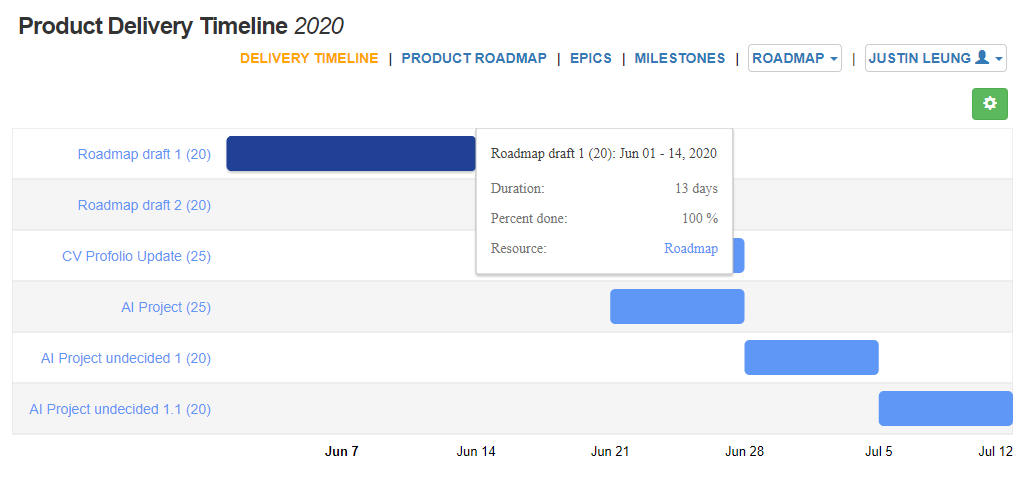 Product Delivery Timeline 2020
DELIVERY TIMELINE | PRODUCT ROADMAP | EPICS | MILESTONES | ROADMAP | JUSTIN LEUNG
Roadmap draft 1 (20)
Roadmap draft 1 (20): Jun 01 - 14, 2020
Duration: 13 days
Percent done: 100 %
Resource: Roadmap
Roadmap draft 2 (20)
CV Profolio Update (25)
AI Project (25)
AI Project undecided 1 (20)
AI Project undecided 1.1 (20)
Jun 7 Jun 14 Jun 21 Jun 28 Jul 5 Jul 12